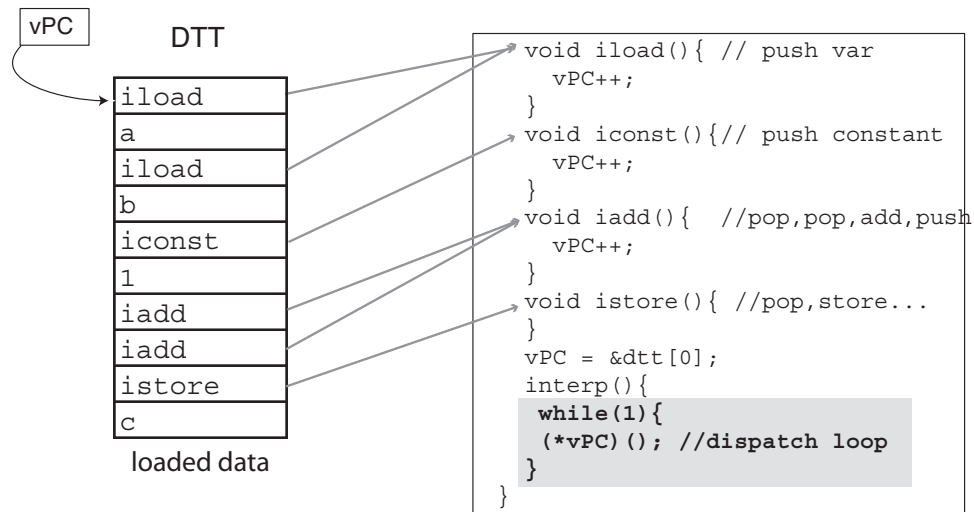 vPC
DTT
iload
a
iload
b
iconst
1
iadd
iadd
istore
c
loaded data
void iload(){ // push var
vPC++;
}
void iconst(){// push constant
vPC++;
}
void iadd(){  //pop,pop,add,push
vPC++;
}
void istore(){ //pop,store...
}
vPC = &dtt[0];
interp(){
while(1){
(*vPC)(); //dispatch loop
}
}